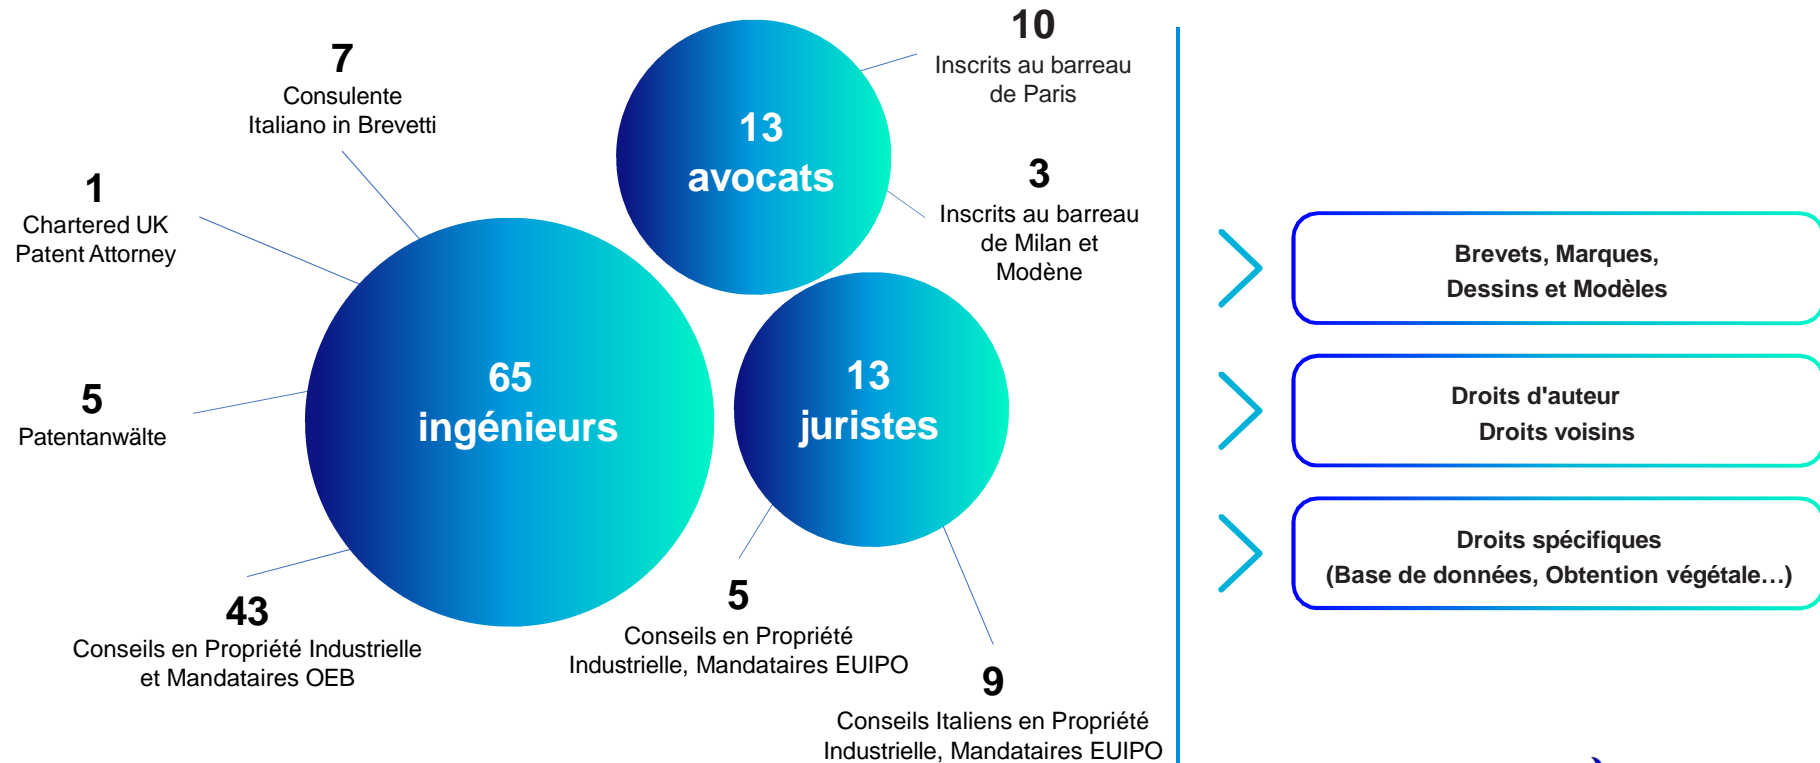 7
Consulente
Italiano in Brevetti
1
Chartered UK
Patent Attorney
5
Patentanwälte
43
Conseils en Propriété Industrielle
et Mandataires OEB
65
ingénieurs
13
avocats
10
Inscrits au barreau
de Paris
3
Inscrits au barreau
de Milan et
Modène
13
juristes
5
Conseils en Propriété
Industrielle, Mandataires EUIPO
9
Conseils Italiens en Propriété
Industrielle, Mandataires EUIPO
Brevets, Marques,
Dessins et Modèles
Droits d'auteur
Droits voisins
Droits spécifiques
(Base de données, Obtention végétale…)